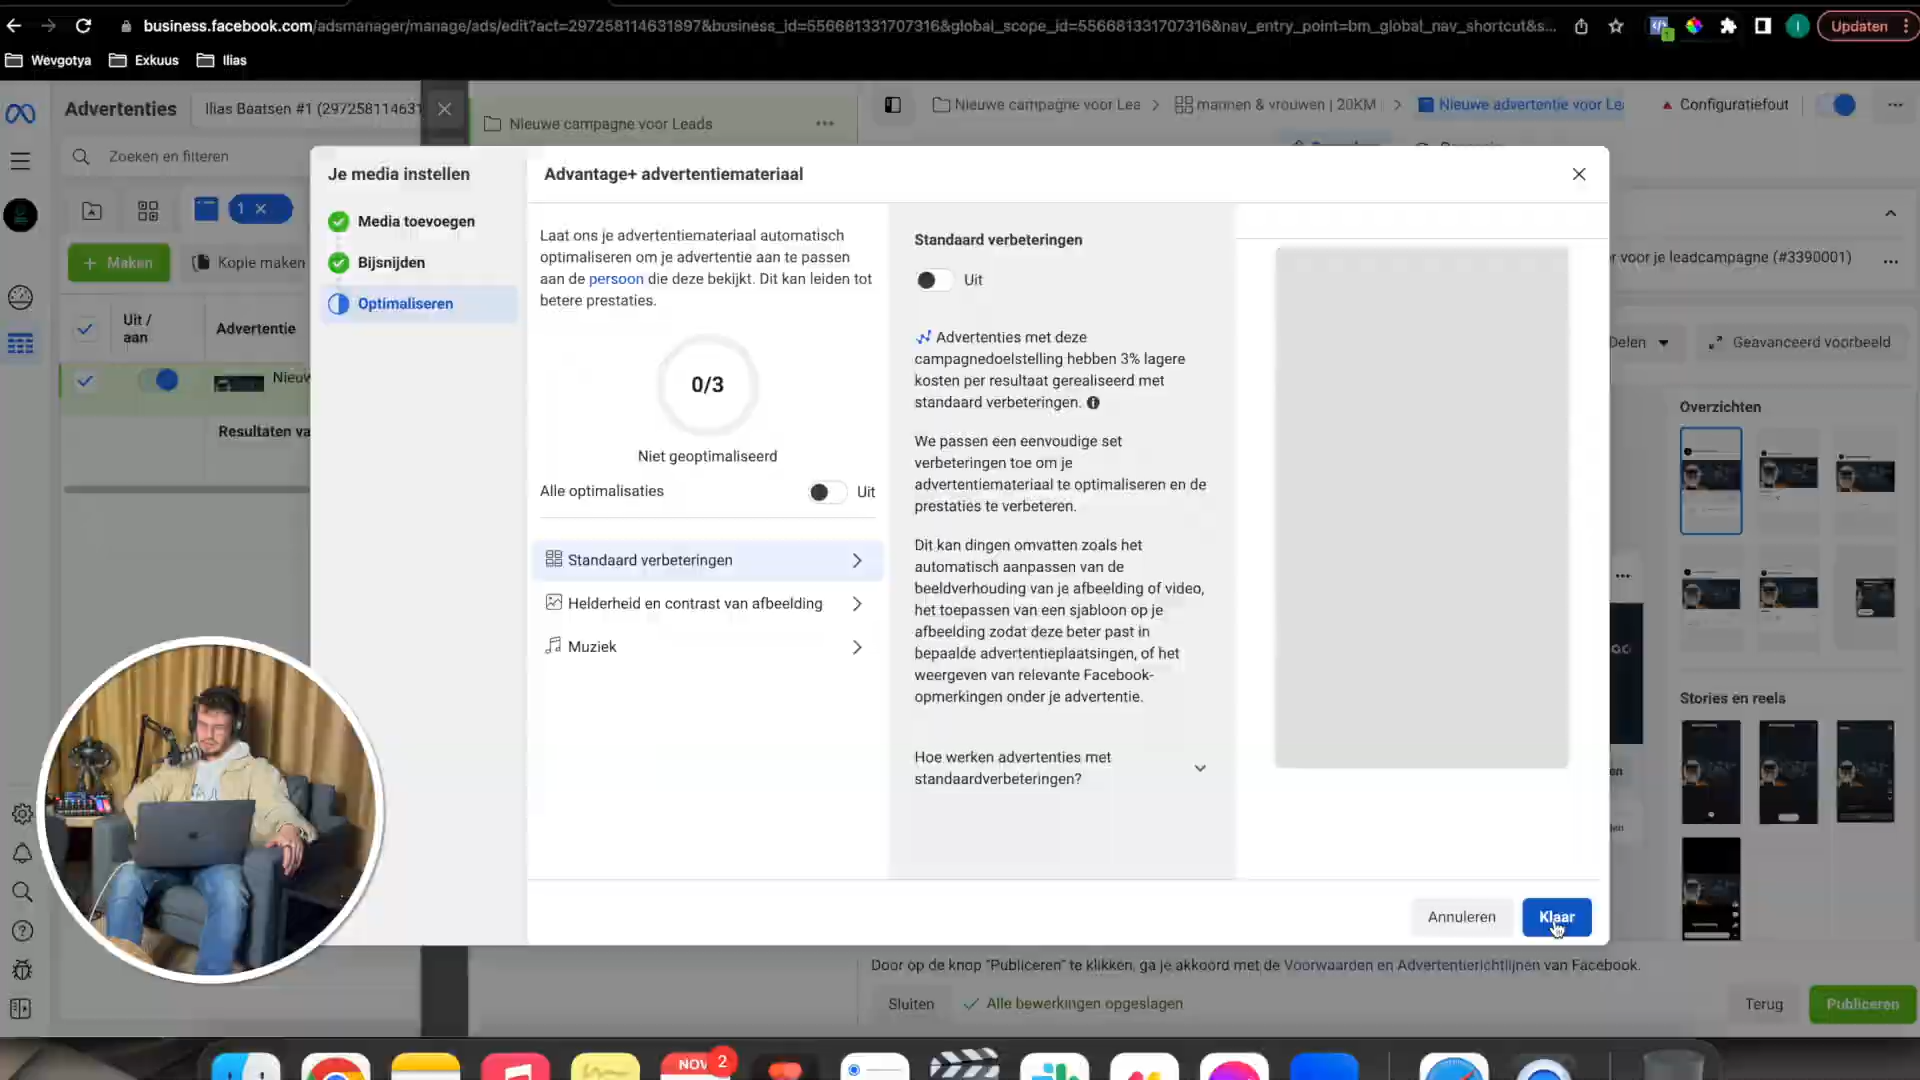 business.facebook.com/adsmanager/manage/ads/edit?act=297258114631897&business_id=556681331707316&global_scope_id=556681331707316&nav_entry_point=bm_global_nav_shortcut&s...
Updaten
Wevgotya
Exkuus
Ilias
Advertenties
Ilias Baatsen #1 (29725811463
Nieuwe campagne voor Leads
Nieuwe campagne voor Lea
mannen & vrouwen | 20KM
Nieuwe advertentie voor Le
Configuratiefout
Zoeken en filteren
1
Maken
Kopie maken
Uit /
aan
Advertentie
Nieuw
Resultaten va
Je media instellen
Media toevoegen
Bijsnijden
Optimaliseren
Advantage+ advertentiemateriaal
Laat ons je advertentiemateriaal automatisch
optimaliseren om je advertentie aan te passen
aan de persoon die deze bekijkt. Dit kan leiden tot
betere prestaties.
0/3
Niet geoptimaliseerd
Alle optimalisaties
Uit
Standaard verbeteringen
Helderheid en contrast van afbeelding
Muziek
Standaard verbeteringen
Uit
Advertenties met deze
campagnedoelstelling hebben 3% lagere
kosten per resultaat gerealiseerd met
standaard verbeteringen.
We passen een eenvoudige set
verbeteringen toe om je
advertentiemateriaal te optimaliseren en de
prestaties te verbeteren.
Dit kan dingen omvatten zoals het
automatisch aanpassen van de
beeldverhouding van je afbeelding of video,
het toepassen van een sjabloon op je
afbeelding zodat deze beter past in
bepaalde advertentieplaatsingen, of het
weergeven van relevante Facebook-
opmerkingen onder je advertentie.
Hoe werken advertenties met
standaardverbeteringen?
Annuleren
Klaar
r voor je leadcampagne (#3390001)
Delen
Geavanceerd voorbeeld
Overzichten
Stories en reels
Door op de knop "Publiceren" te klikken, ga je akkoord met de Voorwaarden en Advertentierichtlijnen van Facebook.
Sluiten
Alle bewerkingen opgeslagen
Terug
Publiceren
NOV
2